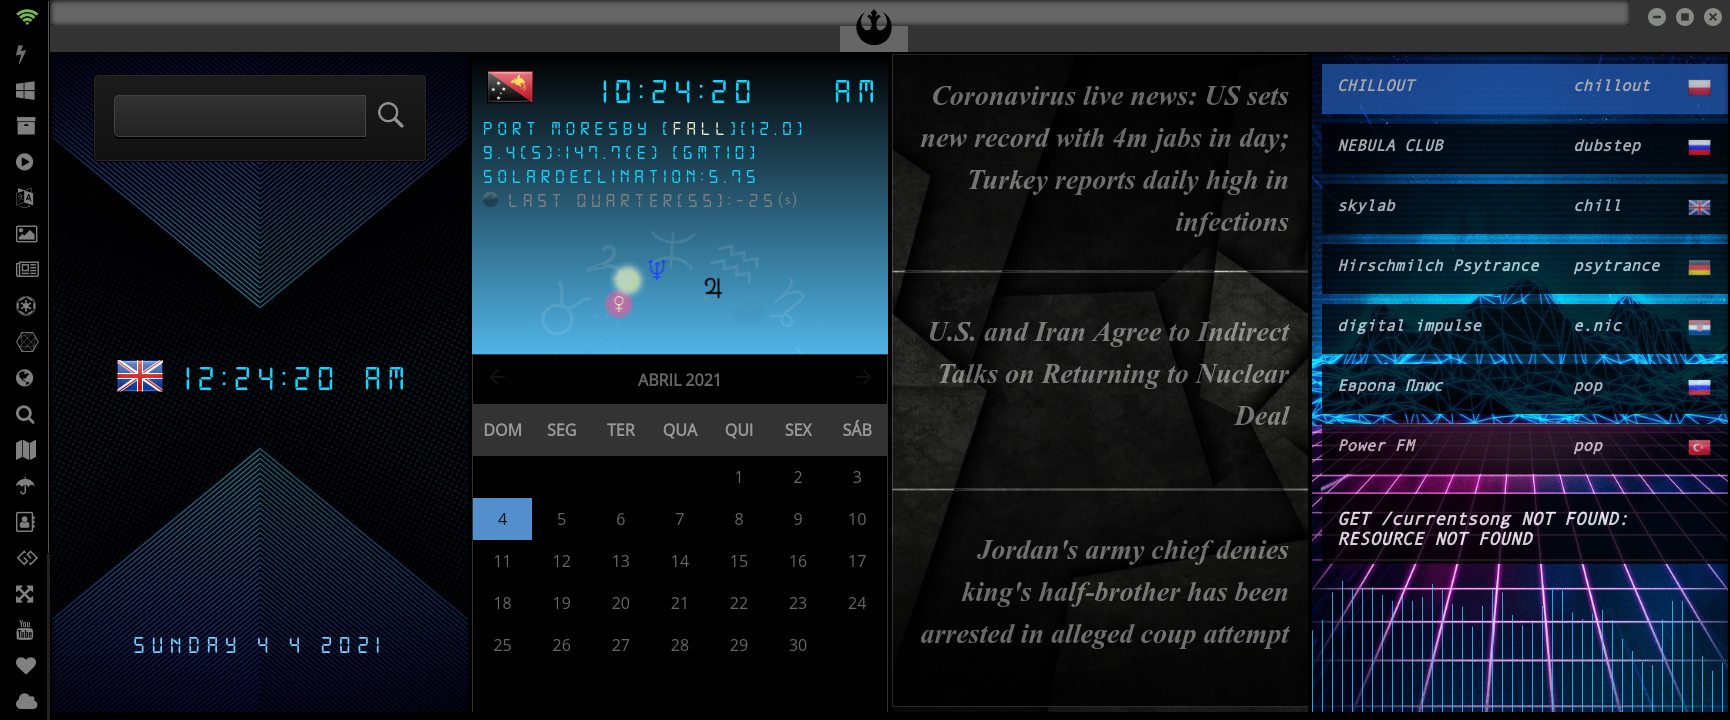 12:24:20 AM
SUNDAY 4 4 2021
10:24:20 AM
PORT MORESBY (FALL)(12.0)
9.4(S):147.7(E) (GMT10)
SOLARDECLINATION:5.75
LAST QUARTER(55):-25(s)
ABRIL 2021
DOM SEG TER QUA QUI SEX SÁB
1 2 3
4 5 6 7 8 9 10
11 12 13 14 15 16 17
18 19 20 21 22 23 24
25 26 27 28 29 30
Coronavirus live news: US sets
new record with 4m jabs in day;
Turkey reports daily high in
infections
U.S. and Iran Agree to Indirect
Talks on Returning to Nuclear
Deal
Jordan's army chief denies
king's half-brother has been
arrested in alleged coup attempt
CHILLOUT chillout
NEBULA CLUB dubstep
skylab chill
Hirschmilch Psytrance psytrance
digital impulse e.nic
Европа Плюс pop
Power FM pop
GET /currentsong NOT FOUND:
RESOURCE NOT FOUND
You
Tube